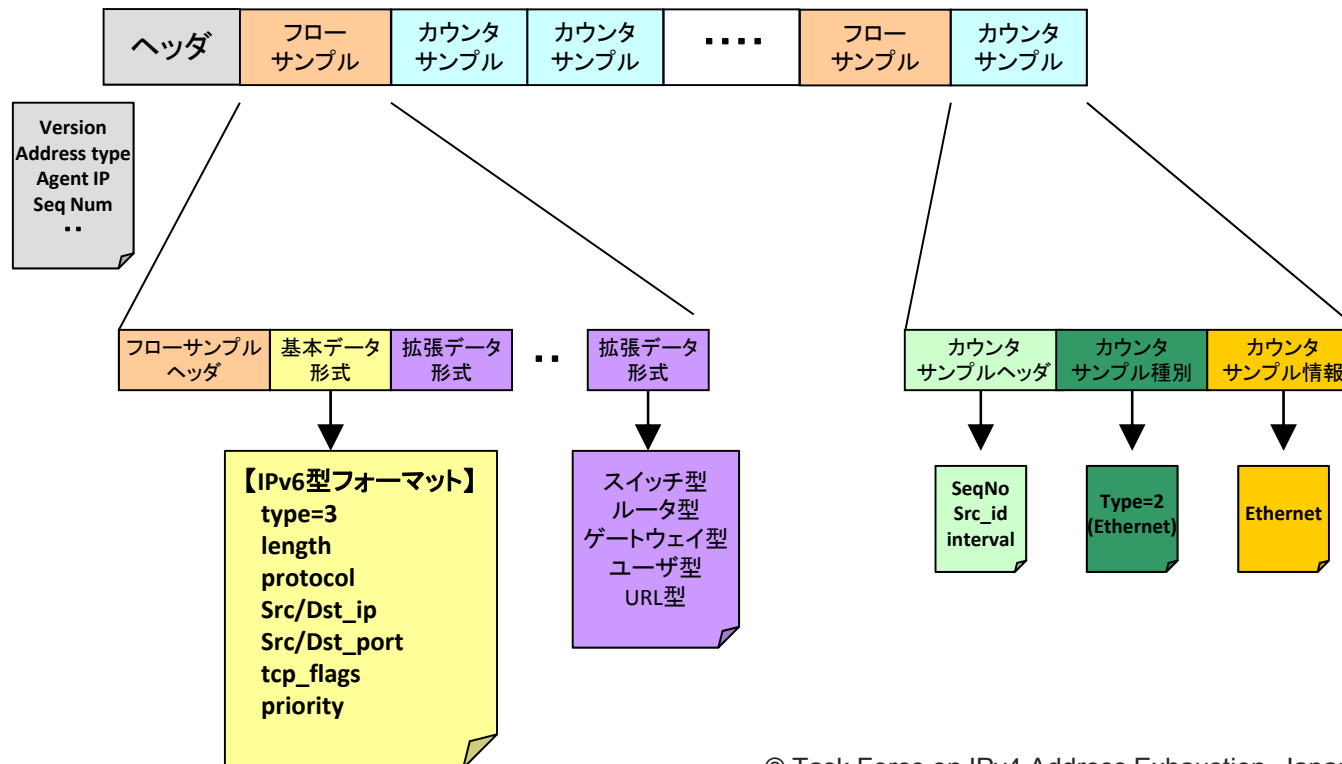 ヘッダ
フロー
サンプル
カウンタ
サンプル
カウンタ
サンプル
‥‥
フロー
サンプル
カウンタ
サンプル
Version
Address type
Agent IP
Seq Num
‥
フローサンプル
ヘッダ
基本データ
形式
拡張データ
形式
‥
拡張データ
形式
カウンタ
サンプルヘッダ
カウンタ
サンプル種別
カウンタ
サンプル情報
【IPv6型フォーマット】
type=3
length
protocol
Src/Dst_ip
Src/Dst_port
tcp_flags
priority
スイッチ型
ルータ型
ゲートウェイ型
ユーザ型
URL型
SeqNo
Src_id
interval
Type=2
(Ethernet)
Ethernet
© Task Force on IPv4 Address Exhaustion, Japan